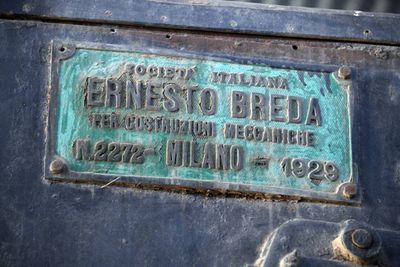 SOCIETA ITALIANA
ERNESTO BREDA
PER COSTRUZIONI MECCANICHE
N.2272 — MILANO — 1929